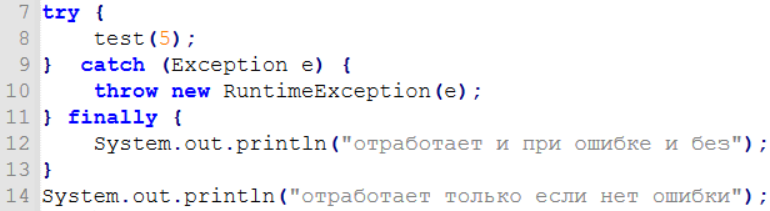 7 try {
8     test(5);
9 }  catch (Exception e) {
10     throw new RuntimeException(e);
11 } finally {
12     System.out.println("отработает и при ошибке и без");
13 }
14 System.out.println("отработает только если нет ошибки");